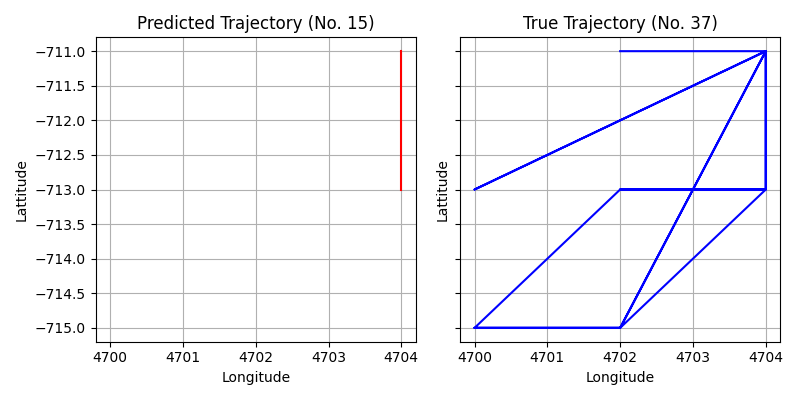 Predicted Trajectory (No. 15)
True Trajectory (No. 37)
−711.0
−711.5
−712.0
−712.5
−713.0
−713.5
−714.0
−714.5
−715.0
Lattitude
Lattitude
4700 4701 4702 4703 4704
4700 4701 4702 4703 4704
Longitude
Longitude